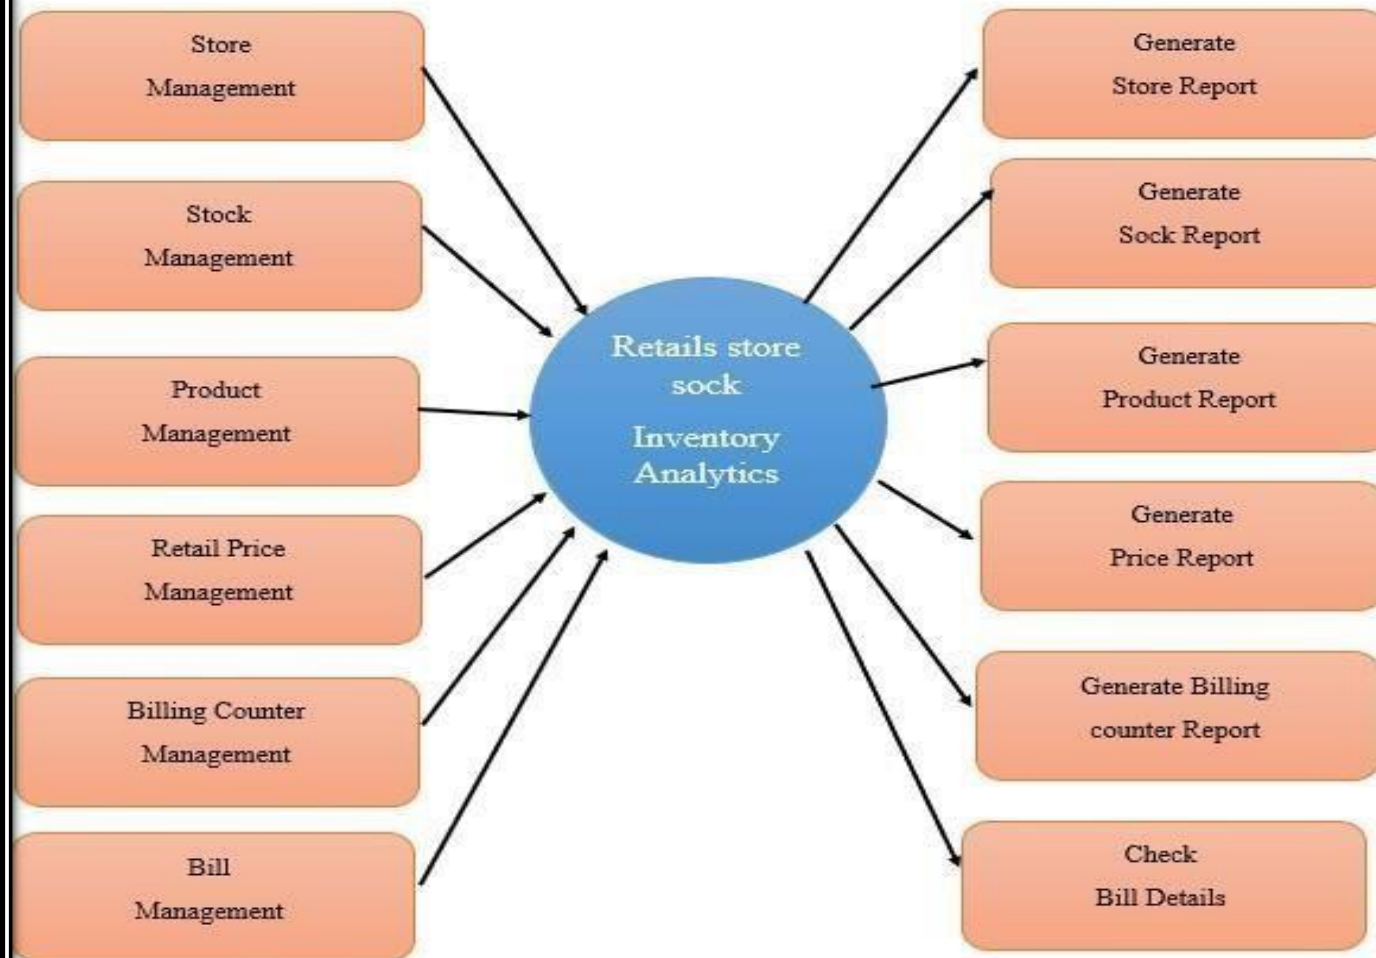 Store
Management
Stock
Management
Product
Management
Retail Price
Management
Billing Counter
Management
Bill
Management
Retails store
sock
Inventory
Analytics
Generate
Store Report
Generate
Sock Report
Generate
Product Report
Generate
Price Report
Generate Billing
counter Report
Check
Bill Details